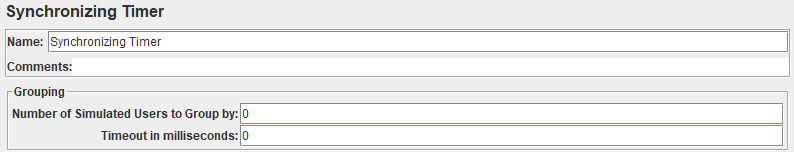 Synchronizing Timer
Name: Synchronizing Timer
Comments:
Grouping
Number of Simulated Users to Group by: 0
Timeout in milliseconds: 0